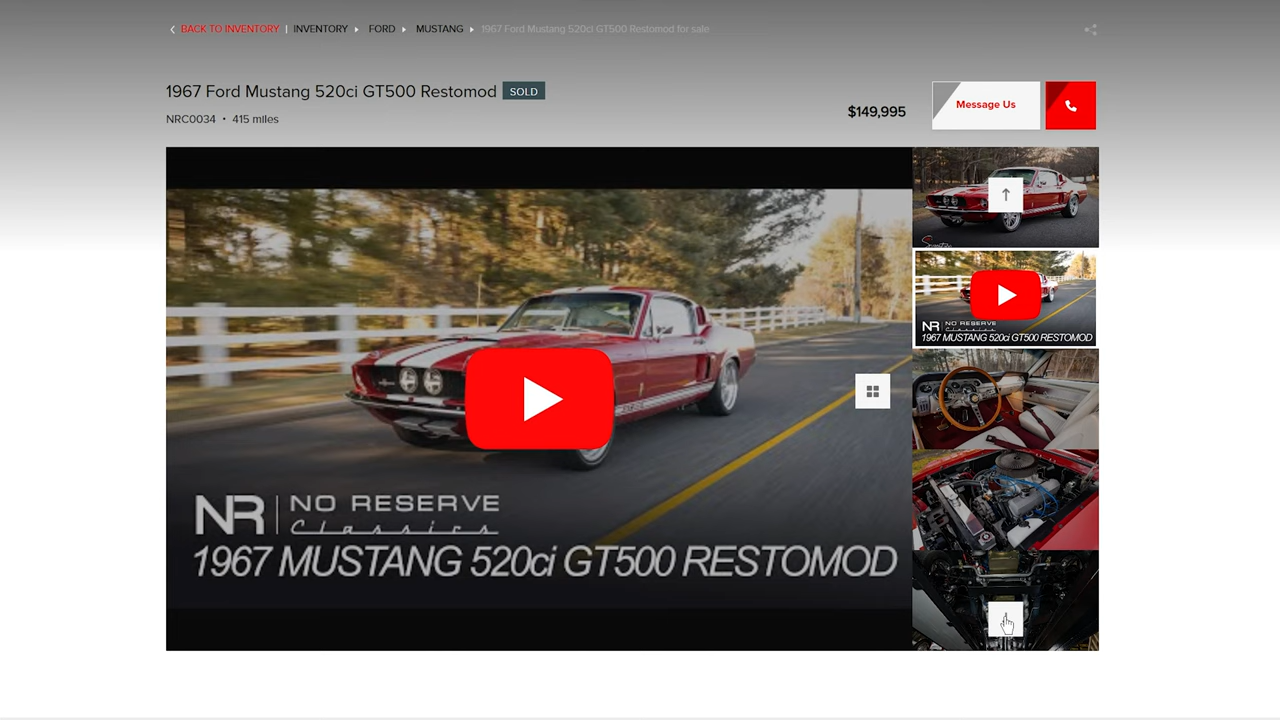 BACK TO INVENTORY | INVENTORY FORD MUSTANG 1967 Ford Mustang 520ci GT500 Restomod for sale
1967 Ford Mustang 520ci GT500 Restomod SOLD
NRC0034 • 415 miles
$149,995
Message Us
NR | NO RESERVE
Classics
1967 MUSTANG 520ci GT500 RESTOMOD
NR | NO RESERVE
Classics
1967 MUSTANG 520ci GT500 RESTOMOD